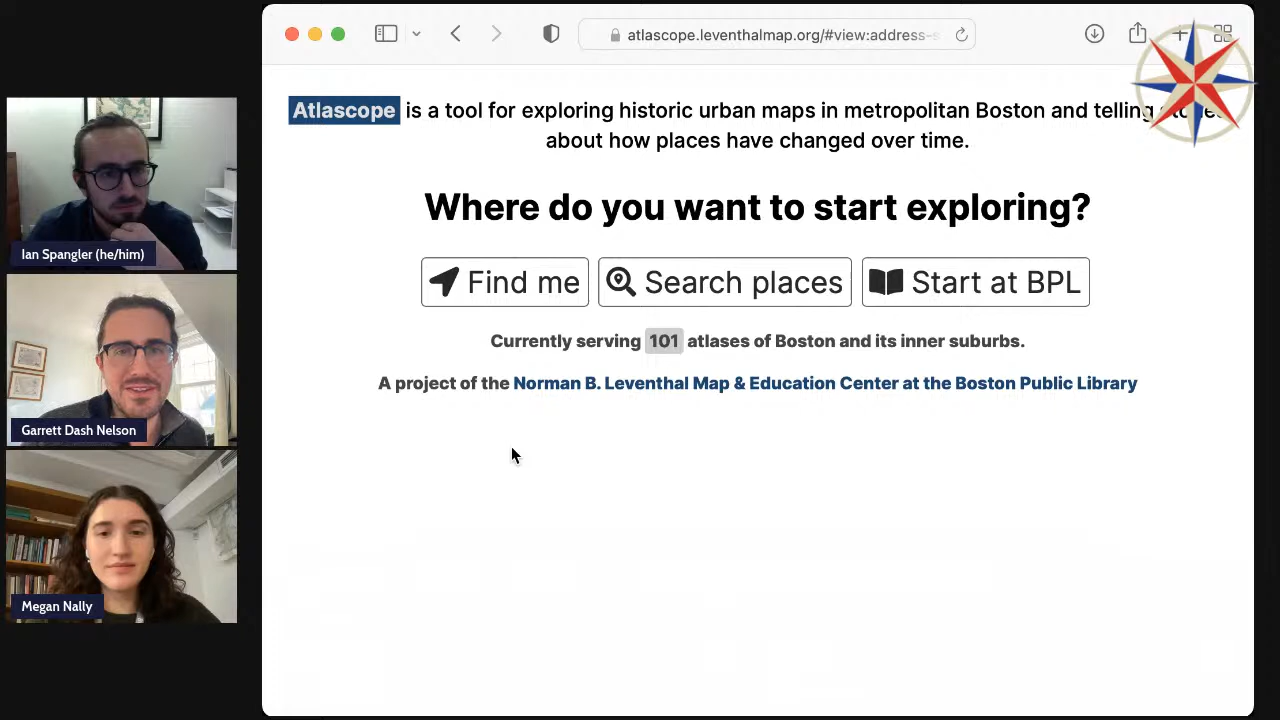 atlascope.leventhalmap.org/#view:address-s
Atlascope is a tool for exploring historic urban maps in metropolitan Boston and telling
about how places have changed over time.
Where do you want to start exploring?
Find me
Search places
Start at BPL
Currently serving 101 atlases of Boston and its inner suburbs.
A project of the Norman B. Leventhal Map & Education Center at the Boston Public Library
Ian Spangler (he/him)
Garrett Dash Nelson
Megan Nally